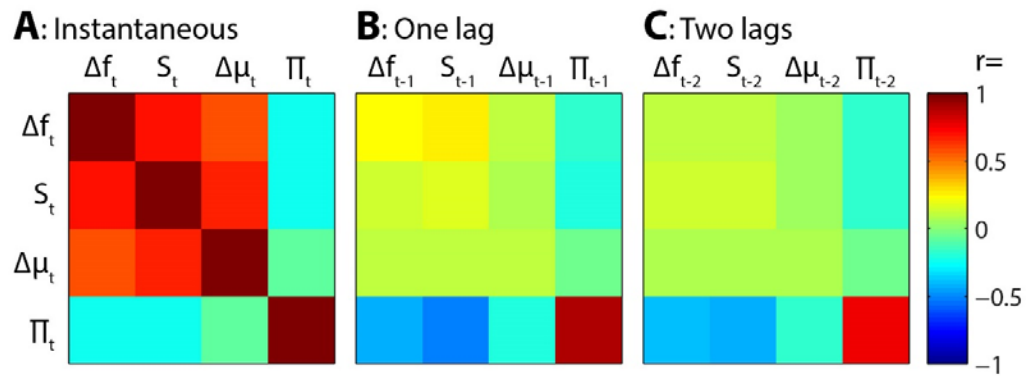 A: Instantaneous
B: One lag
C: Two lags
Δf_t S_t Δμ_t Π_t
Δf_t-1 S_t-1 Δμ_t-1 Π_t-1
Δf_t-2 S_t-2 Δμ_t-2 Π_t-2
r=
Δf_t
S_t
Δμ_t
Π_t
1
0.5
0
−0.5
−1